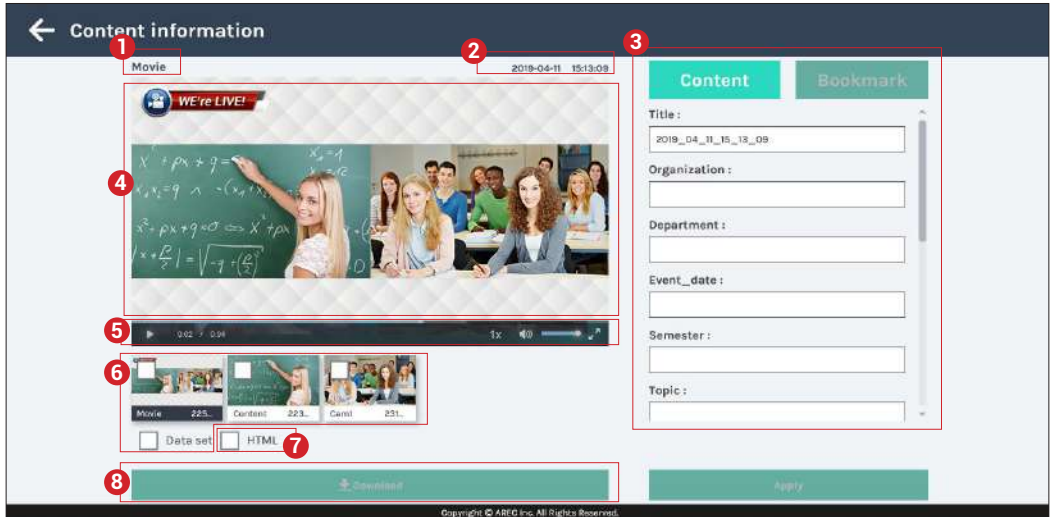 Content information
1
Movie
2
2019-04-11 15:13:09
3
Content Bookmark
Title :
2019_04_11_15_13_09
Organization :
Department :
Event_date :
Semester :
Topic :
4
WE're LIVE!
5
0:02 / 0:04 1x
6
Movie 225...
Content 223...
Cam1 231...
Data set
HTML
7
8
Download
Apply
Copyright © AREC Inc. All Rights Reserved.